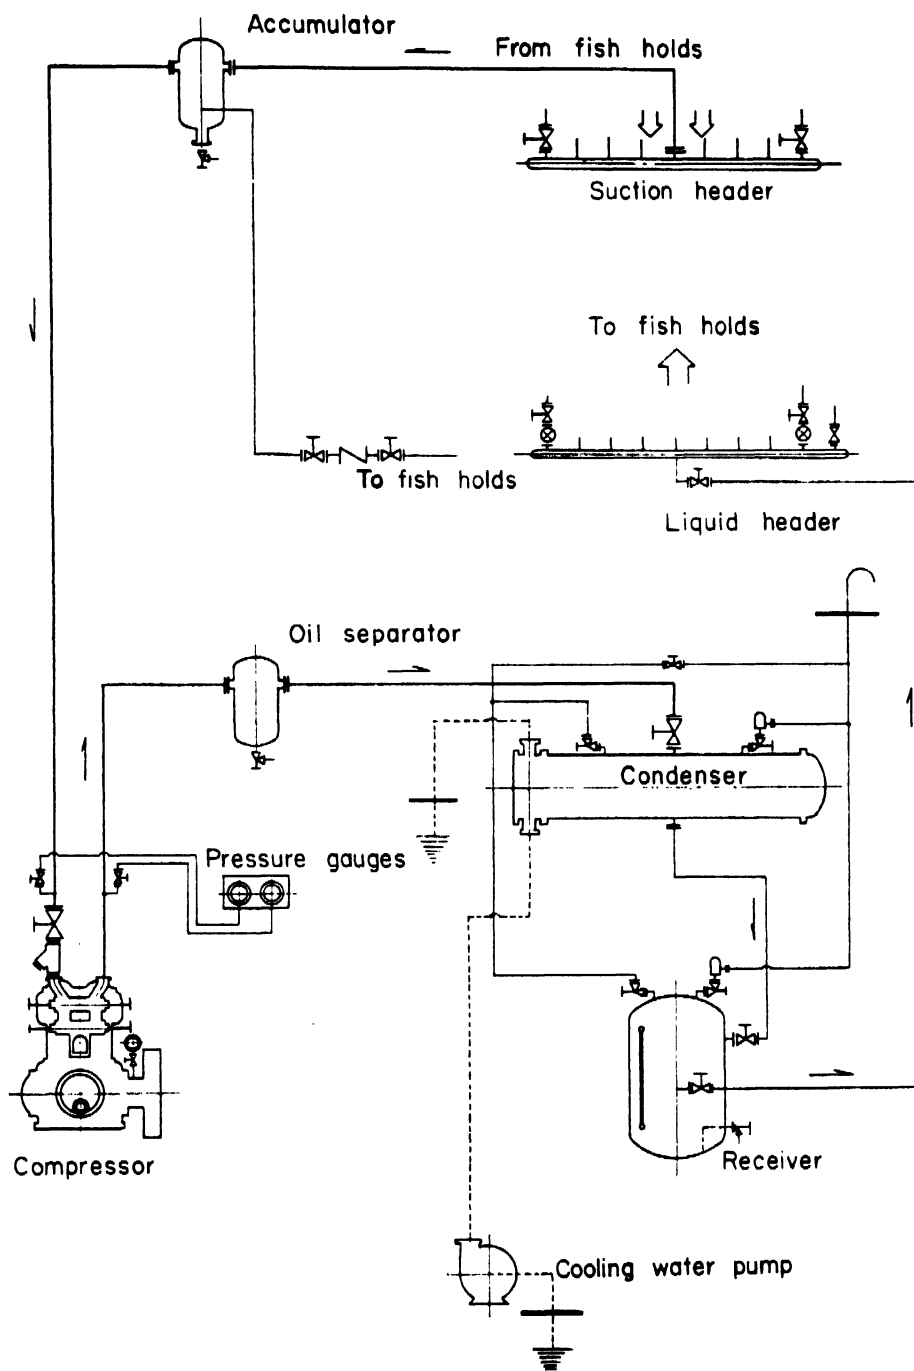 Accumulator
From fish holds
Suction header
To fish holds
To fish holds
Liquid header
Oil separator
Condenser
Pressure gauges
Compressor
Receiver
Cooling water pump